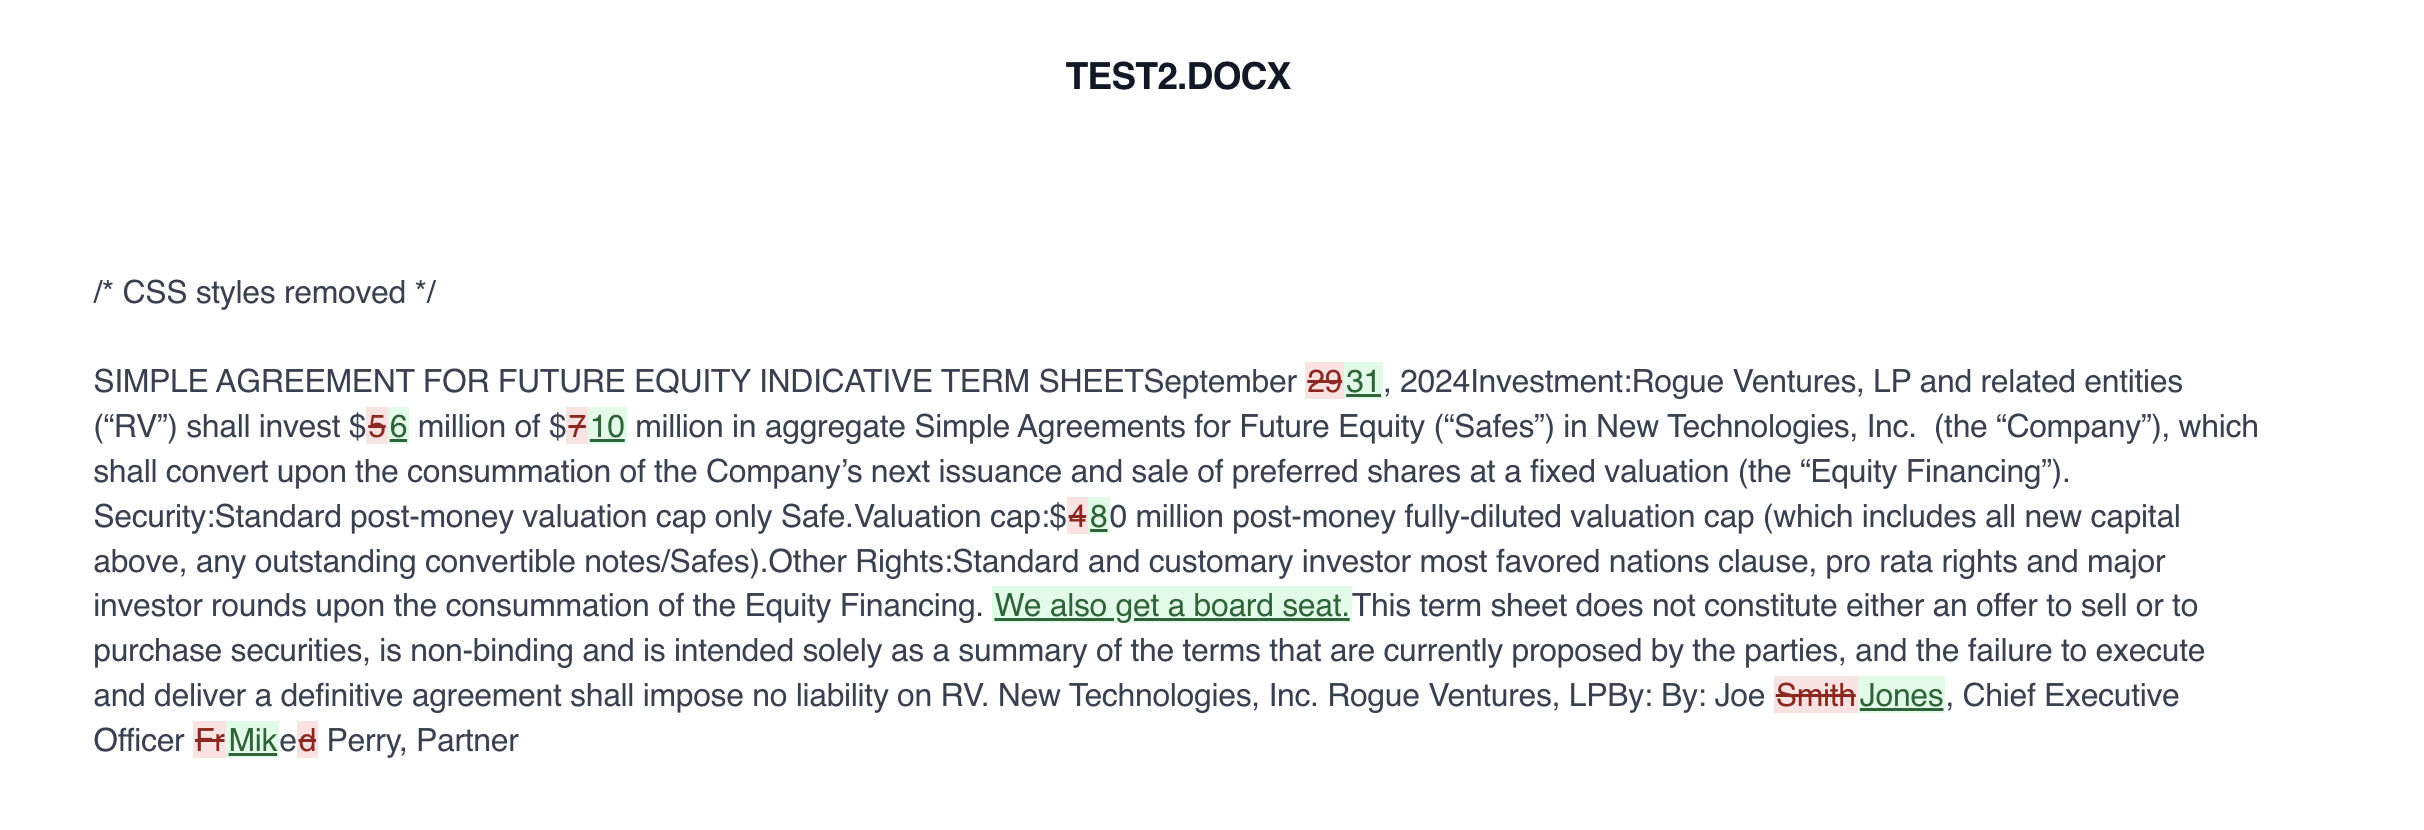 TEST2.DOCX
/* CSS styles removed */
SIMPLE AGREEMENT FOR FUTURE EQUITY INDICATIVE TERM SHEETSeptember 2931, 2024Investment:Rogue Ventures, LP and related entities
(“RV”) shall invest $56 million of $710 million in aggregate Simple Agreements for Future Equity (“Safes”) in New Technologies, Inc.  (the “Company”), which
shall convert upon the consummation of the Company’s next issuance and sale of preferred shares at a fixed valuation (the “Equity Financing”).
Security:Standard post-money valuation cap only Safe.Valuation cap:$480 million post-money fully-diluted valuation cap (which includes all new capital
above, any outstanding convertible notes/Safes).Other Rights:Standard and customary investor most favored nations clause, pro rata rights and major
investor rounds upon the consummation of the Equity Financing. We also get a board seat.This term sheet does not constitute either an offer to sell or to
purchase securities, is non-binding and is intended solely as a summary of the terms that are currently proposed by the parties, and the failure to execute
and deliver a definitive agreement shall impose no liability on RV. New Technologies, Inc. Rogue Ventures, LPBy: By: Joe SmithJones, Chief Executive
Officer FrMiked Perry, Partner